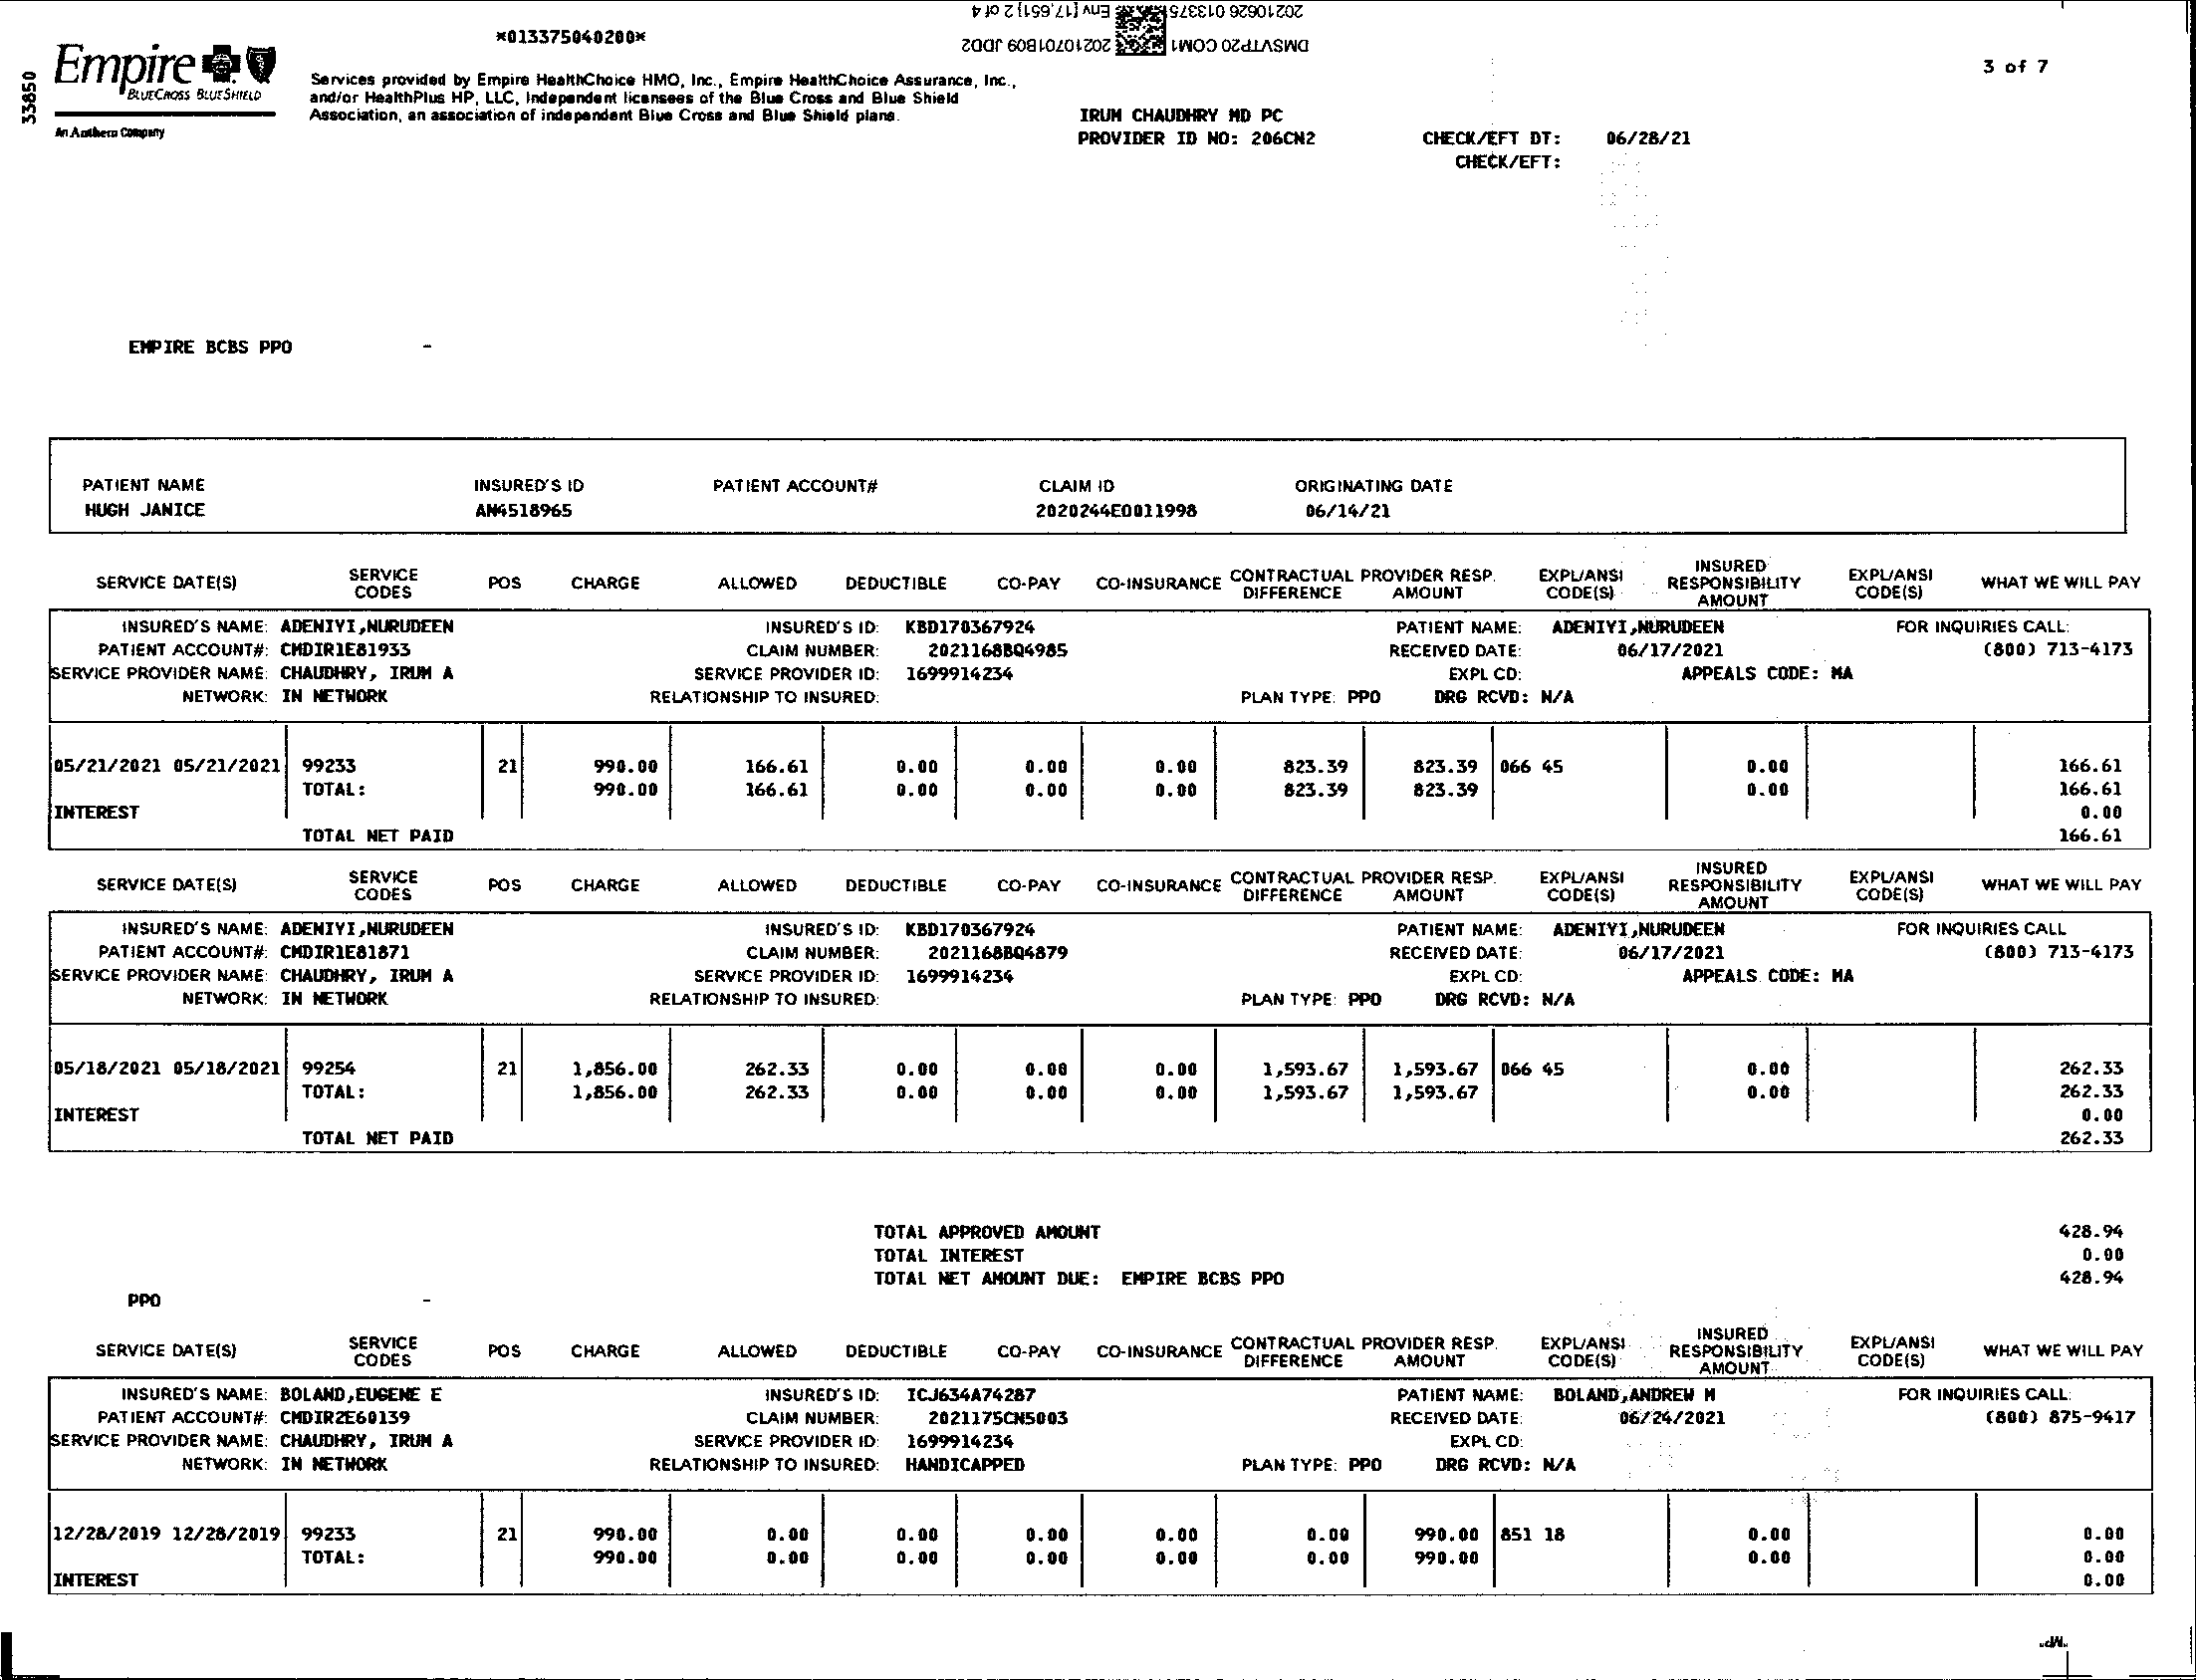 20210626 013375 Env [17,651] 2 of 4
DMSVTP20 COM1 20210701B09 JDD2
*013375040200*
33850
Empire
BLUECROSS BLUESHIELD
An Anthem Company
Services provided by Empire HealthChoice HMO, Inc., Empire HealthChoice Assurance, Inc.,
and/or HealthPlus HP, LLC, Independent licensees of the Blue Cross and Blue Shield
Association, an association of independent Blue Cross and Blue Shield plans.
3 of 7
IRUM CHAUDHRY MD PC
PROVIDER ID NO: 206CN2 CHECK/EFT DT: 06/28/21
CHECK/EFT:
EMPIRE BCBS PPO -
PATIENT NAME INSURED'S ID PATIENT ACCOUNT# CLAIM ID ORIGINATING DATE
HUGH JANICE AN4518965 2020244E0011998 06/14/21
SERVICE DATE(S) SERVICE CODES POS CHARGE ALLOWED DEDUCTIBLE CO-PAY CO-INSURANCE CONTRACTUAL DIFFERENCE PROVIDER RESP. AMOUNT EXPL/ANSI CODE(S) INSURED RESPONSIBILITY AMOUNT EXPL/ANSI CODE(S) WHAT WE WILL PAY
INSURED'S NAME: ADENIYI,NURUDEEN INSURED'S ID: KBD170367924 PATIENT NAME: ADENIYI,NURUDEEN FOR INQUIRIES CALL:
PATIENT ACCOUNT#: CMDIR1E81933 CLAIM NUMBER: 2021168BQ4985 RECEIVED DATE: 06/17/2021 (800) 713-4173
SERVICE PROVIDER NAME: CHAUDHRY, IRUM A SERVICE PROVIDER ID: 1699914234 EXPL CD: APPEALS CODE: MA
NETWORK: IN NETWORK RELATIONSHIP TO INSURED: PLAN TYPE: PPO DRG RCVD: N/A
05/21/2021 05/21/2021 99233 21 990.00 166.61 0.00 0.00 0.00 823.39 823.39 066 45 0.00 166.61
TOTAL: 990.00 166.61 0.00 0.00 0.00 823.39 823.39 0.00 166.61
INTEREST 0.00
TOTAL NET PAID 166.61
SERVICE DATE(S) SERVICE CODES POS CHARGE ALLOWED DEDUCTIBLE CO-PAY CO-INSURANCE CONTRACTUAL DIFFERENCE PROVIDER RESP. AMOUNT EXPL/ANSI CODE(S) INSURED RESPONSIBILITY AMOUNT EXPL/ANSI CODE(S) WHAT WE WILL PAY
INSURED'S NAME: ADENIYI,NURUDEEN INSURED'S ID: KBD170367924 PATIENT NAME: ADENIYI,NURUDEEN FOR INQUIRIES CALL
PATIENT ACCOUNT#: CMDIR1E81871 CLAIM NUMBER: 2021168BQ4879 RECEIVED DATE: 06/17/2021 (800) 713-4173
SERVICE PROVIDER NAME: CHAUDHRY, IRUM A SERVICE PROVIDER ID: 1699914234 EXPL CD: APPEALS CODE: MA
NETWORK: IN NETWORK RELATIONSHIP TO INSURED: PLAN TYPE: PPO DRG RCVD: N/A
05/18/2021 05/18/2021 99254 21 1,856.00 262.33 0.00 0.00 0.00 1,593.67 1,593.67 066 45 0.00 262.33
TOTAL: 1,856.00 262.33 0.00 0.00 0.00 1,593.67 1,593.67 0.00 262.33
INTEREST 0.00
TOTAL NET PAID 262.33
TOTAL APPROVED AMOUNT 428.94
TOTAL INTEREST 0.00
TOTAL NET AMOUNT DUE: EMPIRE BCBS PPO 428.94
PPO -
SERVICE DATE(S) SERVICE CODES POS CHARGE ALLOWED DEDUCTIBLE CO-PAY CO-INSURANCE CONTRACTUAL DIFFERENCE PROVIDER RESP. AMOUNT EXPL/ANSI CODE(S) INSURED RESPONSIBILITY AMOUNT EXPL/ANSI CODE(S) WHAT WE WILL PAY
INSURED'S NAME: BOLAND,EUGENE E INSURED'S ID: ICJ634A74287 PATIENT NAME: BOLAND,ANDREW M FOR INQUIRIES CALL:
PATIENT ACCOUNT#: CMDIR2E60139 CLAIM NUMBER: 2021175CN5003 RECEIVED DATE: 06/24/2021 (800) 875-9417
SERVICE PROVIDER NAME: CHAUDHRY, IRUM A SERVICE PROVIDER ID: 1699914234 EXPL CD:
NETWORK: IN NETWORK RELATIONSHIP TO INSURED: HANDICAPPED PLAN TYPE: PPO DRG RCVD: N/A
12/28/2019 12/28/2019 99233 21 990.00 0.00 0.00 0.00 0.00 0.00 990.00 851 18 0.00 0.00
TOTAL: 990.00 0.00 0.00 0.00 0.00 0.00 990.00 0.00 0.00
INTEREST 0.00